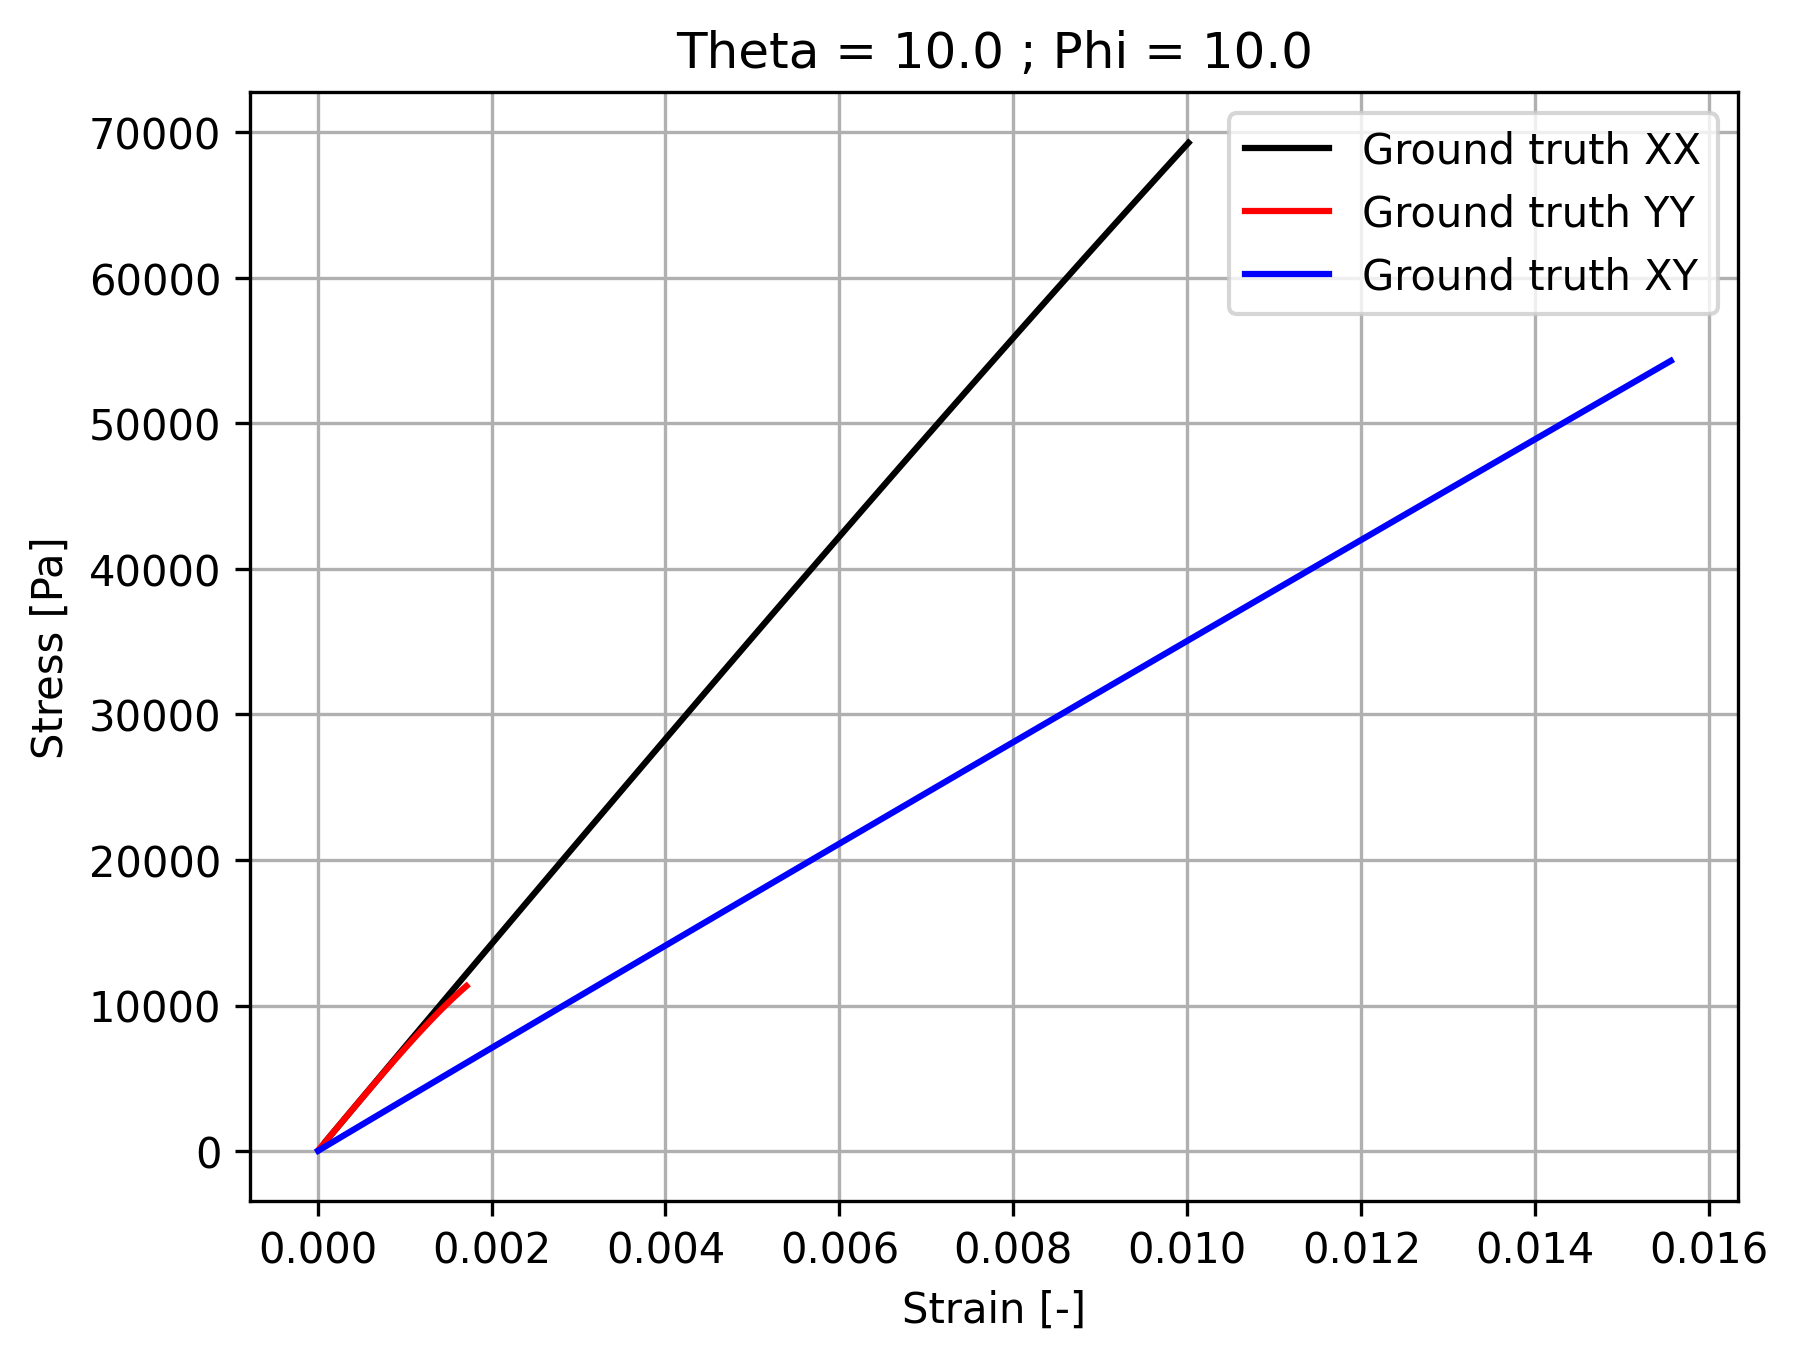 Theta = 10.0 ; Phi = 10.0
Ground truth XX
Ground truth YY
Ground truth XY
Stress [Pa]
70000
60000
50000
40000
30000
20000
10000
0
0.000 0.002 0.004 0.006 0.008 0.010 0.012 0.014 0.016
Strain [-]